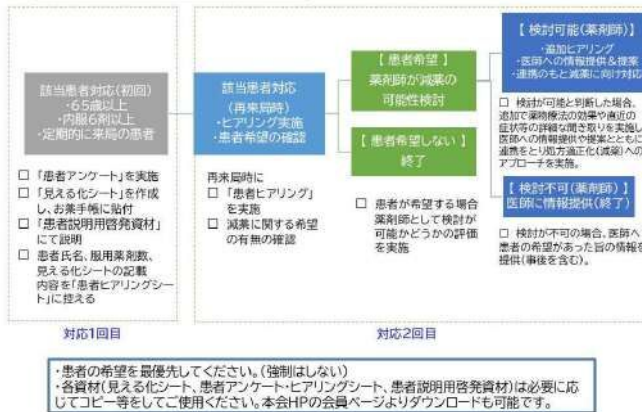 該当患者対応(初回)
・65歳以上
・内服6剤以上
・定期的に来局の患者
□ 「患者アンケート」を実施
□ 「見える化シート」を作成
し、お薬手帳に貼付
□ 「患者説明用啓発資材」
にて説明
□ 患者氏名、服用薬剤数、
見える化シートの記載
内容を「患者ヒアリングシー
ト」に控える
対応1回目
該当患者対応
(再来局時)
・ヒアリング実施
・患者希望の確認
再来局時に
□ 「患者ヒアリング」
を実施
□ 減薬に関する希望
の有無の確認
【 患者希望 】
薬剤師が減薬の
可能性検討
【 患者希望しない 】
終了
□ 患者が希望する場合
薬剤師として検討が
可能かどうかの評価
を実施
【 検討可能(薬剤師)】
・追加ヒアリング
・医師への情報提供&提案
・連携のもと減薬に向け対応
□ 検討が可能と判断した場合、
追加で薬物療法の効果や直近の
症状等の詳細な聞き取りを実施し
医師への情報提供や提案とともに
連携をとり処方適正化(減薬)への
アプローチを実施。
【 検討不可(薬剤師)】
医師に情報提供(終了)
□ 検討が不可の場合、医師へ
患者の希望があった旨の情報を
提供(事後を含む)。
対応2回目
・患者の希望を最優先してください。(強制はしない)
・各資材(見える化シート、患者アンケート・ヒアリングシート、患者説明用啓発資材)は必要に応
じてコピー等をしてご使用ください。本会HPの会員ページよりダウンロードも可能です。